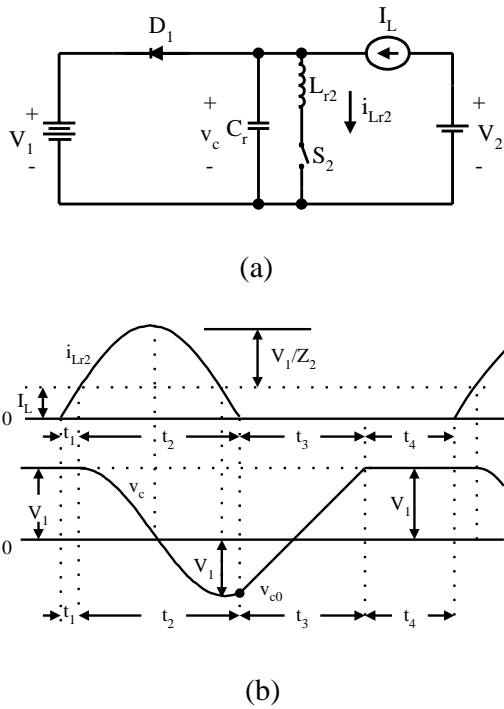 D1
IL
+
V1
-
+
vc
-
Cr
Lr2
iLr2
S2
+
V2
-
(a)
iLr2
V1/Z2
IL
0
t1
t2
t3
t4
vc
V1
V1
0
V1
vc0
t1
t2
t3
t4
(b)